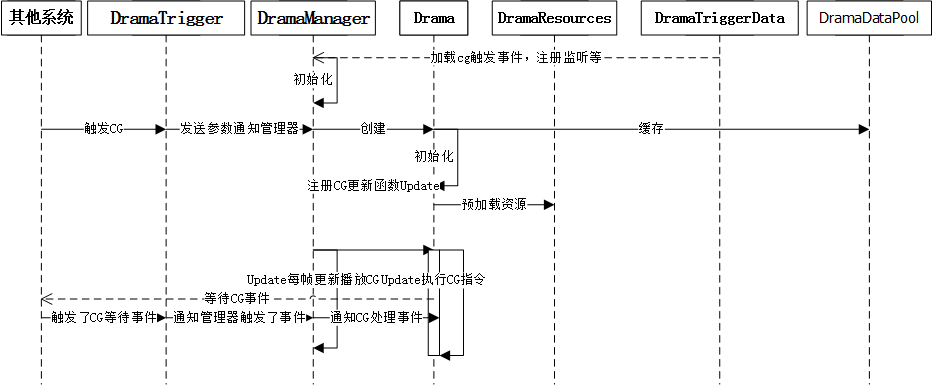 其他系统
DramaTrigger
DramaManager
Drama
DramaResources
DramaTriggerData
DramaDataPool
加载cg触发事件，注册监听等
初始化
触发CG
发送参数通知管理器
创建
缓存
初始化
注册CG更新函数Update
预加载资源
Update每帧更新播放CG
Update执行CG指令
等待CG事件
触发了CG等待事件
通知管理器触发了事件
通知CG处理事件